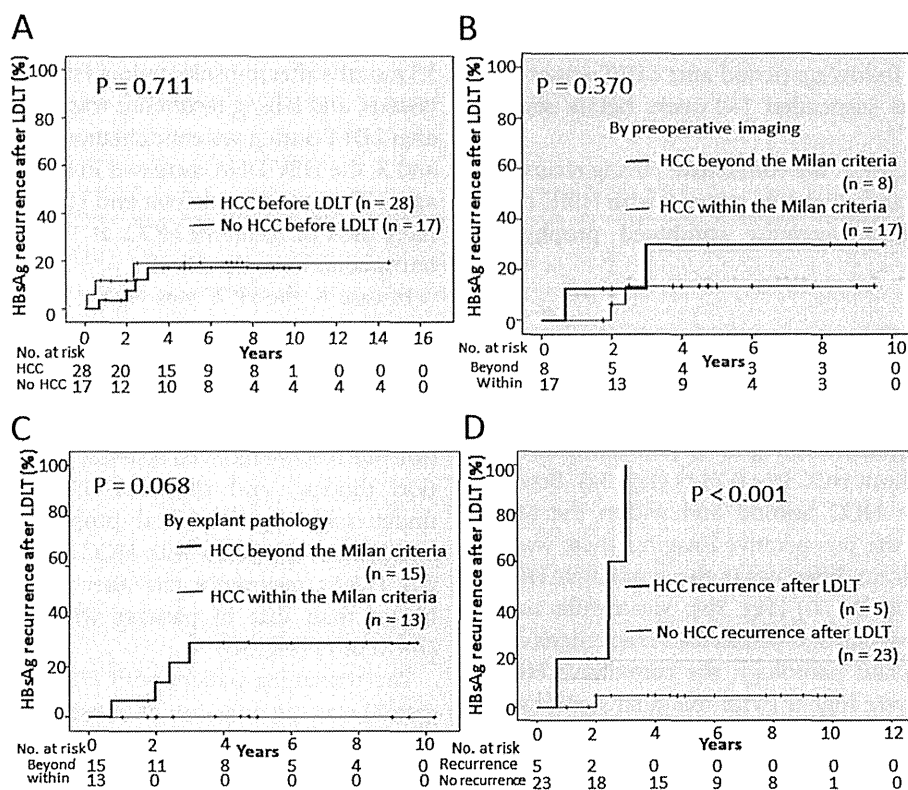 A
HBsAg recurrence after LDLT (%)
100
80
60
40
20
0
P = 0.711
HCC before LDLT (n = 28)
No HCC before LDLT (n = 17)
0 2 4 6 8 10 12 14 16
Years
No. at risk
HCC 28 20 15 9 8 1 0 0 0
No HCC 17 12 10 8 4 4 4 4 0
B
HBsAg recurrence after LDLT (%)
100
80
60
40
20
0
P = 0.370
By preoperative imaging
HCC beyond the Milan criteria
(n = 8)
HCC within the Milan criteria
(n = 17)
0 2 4 6 8 10
Years
No. at risk
Beyond 8 5 4 3 3 0
Within 17 13 9 4 3 0
C
HBsAg recurrence after LDLT (%)
100
80
60
40
20
0
P = 0.068
By explant pathology
HCC beyond the Milan criteria
(n = 15)
HCC within the Milan criteria
(n = 13)
0 2 4 6 8 10
Years
No. at risk
Beyond 15 11 8 5 4 0
within 13 0 0 0 0 0
D
HBsAg recurrence after LDLT (%)
100
80
60
40
20
0
P < 0.001
HCC recurrence after LDLT
(n = 5)
No HCC recurrence after LDLT
(n = 23)
0 2 4 6 8 10 12
Years
No. at risk
Recurrence 5 2 0 0 0 0 0
No recurrence 23 18 15 9 8 1 0